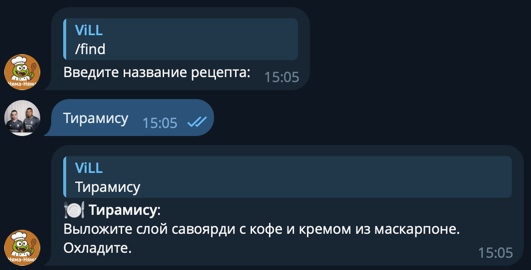 ViLL
/find
Введите название рецепта:
15:05
Тирамису
15:05
ViLL
Тирамису
🍽️ Тирамису:
Выложите слой савоярди с кофе и кремом из маскарпоне.
Охладите.
15:05